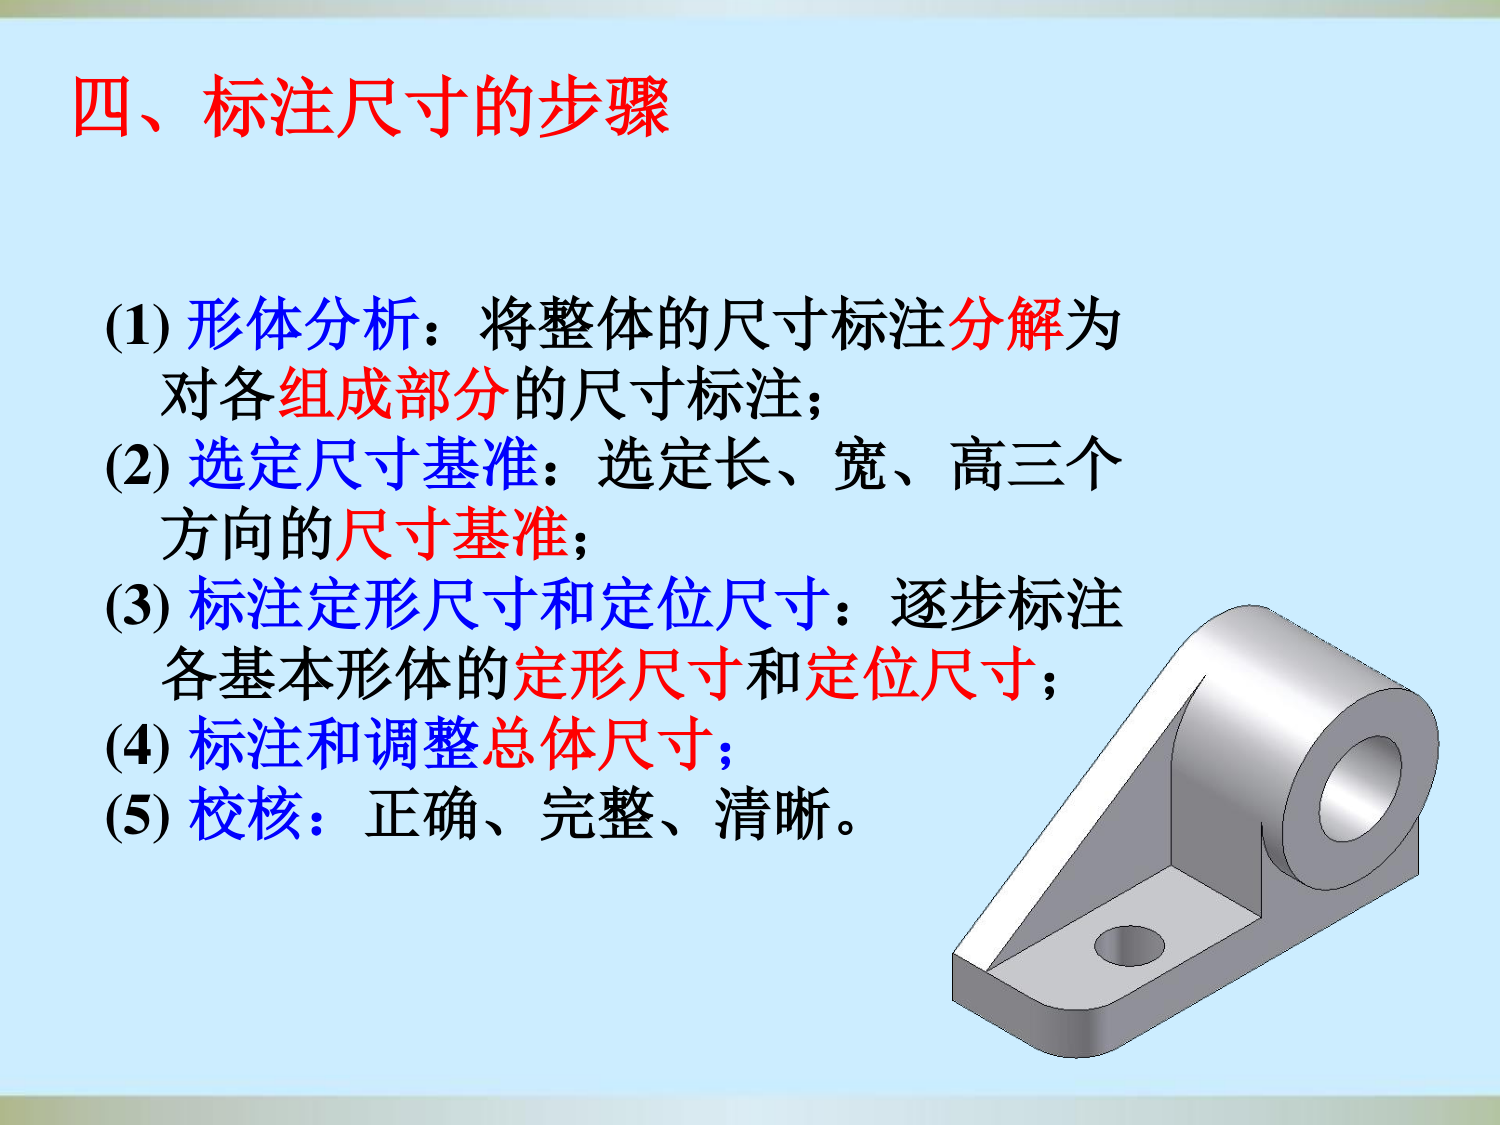 四、标注尺寸的步骤
(1) 形体分析：将整体的尺寸标注分解为
对各组成部分的尺寸标注；
(2) 选定尺寸基准：选定长、宽、高三个
方向的尺寸基准；
(3) 标注定形尺寸和定位尺寸：逐步标注
各基本形体的定形尺寸和定位尺寸；
(4) 标注和调整总体尺寸；
(5) 校核：正确、完整、清晰。